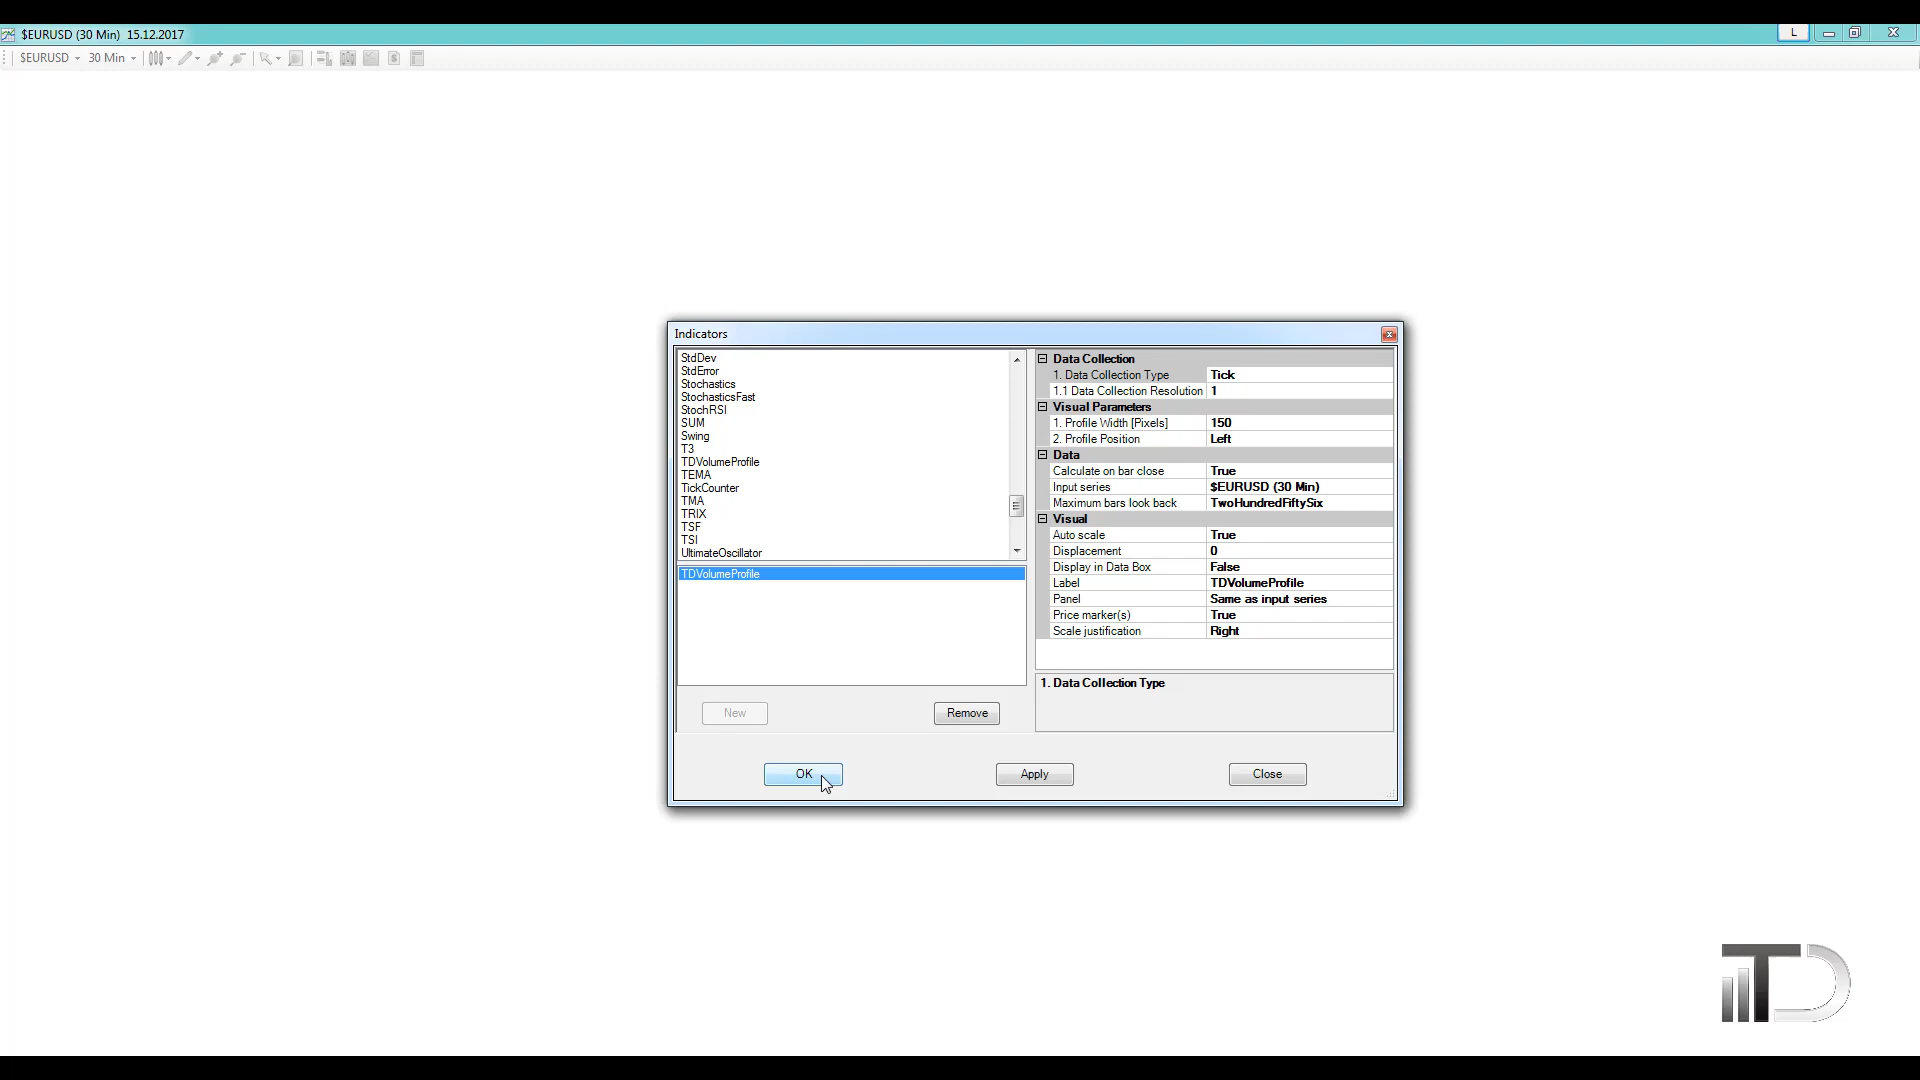 $EURUSD (30 Min) 15.12.2017
L
$EURUSD 30 Min
Indicators
StdDev
StdError
Stochastics
StochasticsFast
StochRSI
SUM
Swing
T3
TDVolumeProfile
TEMA
TickCounter
TMA
TRIX
TSF
TSI
UltimateOscillator
TDVolumeProfile
New
Remove
Data Collection
1. Data Collection Type Tick
1.1 Data Collection Resolution 1
Visual Parameters
1. Profile Width [Pixels] 150
2. Profile Position Left
Data
Calculate on bar close True
Input series $EURUSD (30 Min)
Maximum bars look back TwoHundredFiftySix
Visual
Auto scale True
Displacement 0
Display in Data Box False
Label TDVolumeProfile
Panel Same as input series
Price marker(s) True
Scale justification Right
1. Data Collection Type
OK
Apply
Close
TD